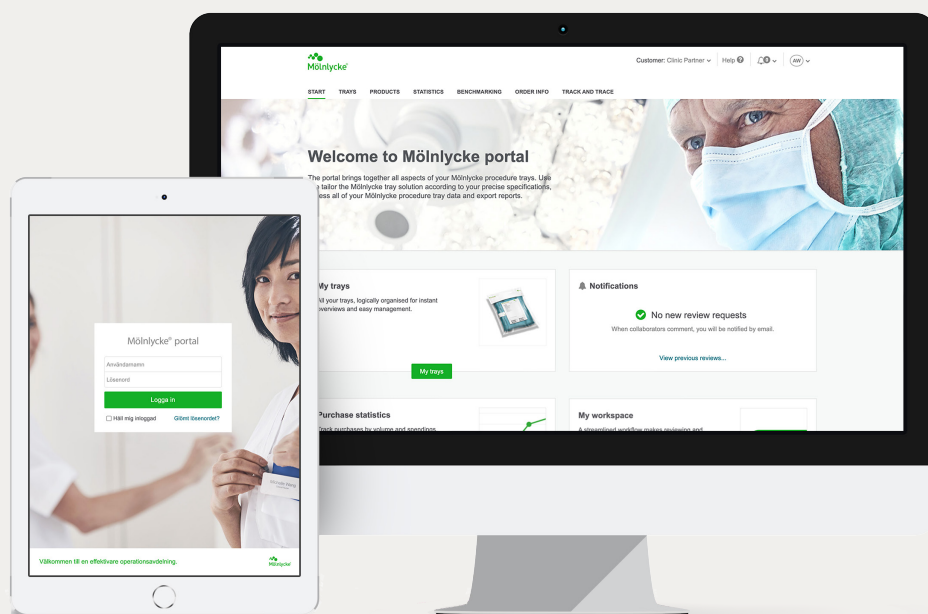 Mölnlycke®
Customer: Clinic Partner
Help
AW
START TRAYS PRODUCTS STATISTICS BENCHMARKING ORDER INFO TRACK AND TRACE
Welcome to Mölnlycke portal
The portal brings together all aspects of your Mölnlycke procedure trays. Use
tailor the Mölnlycke tray solution according to your precise specifications,
all of your Mölnlycke procedure tray data and export reports.
My trays
All your trays, logically organised for instant
overviews and easy management.
My trays
Notifications
No new review requests
When collaborators comment, you will be notified by email.
View previous reviews...
Purchase statistics
Track purchases by volume and spendings
My workspace
A streamlined workflow makes reviewing and
Mölnlycke® portal
Användarnamn
Lösenord
Logga in
Håll mig inloggad
Glömt lösenordet?
Välkommen till en effektivare operationsavdelning.
Mölnlycke